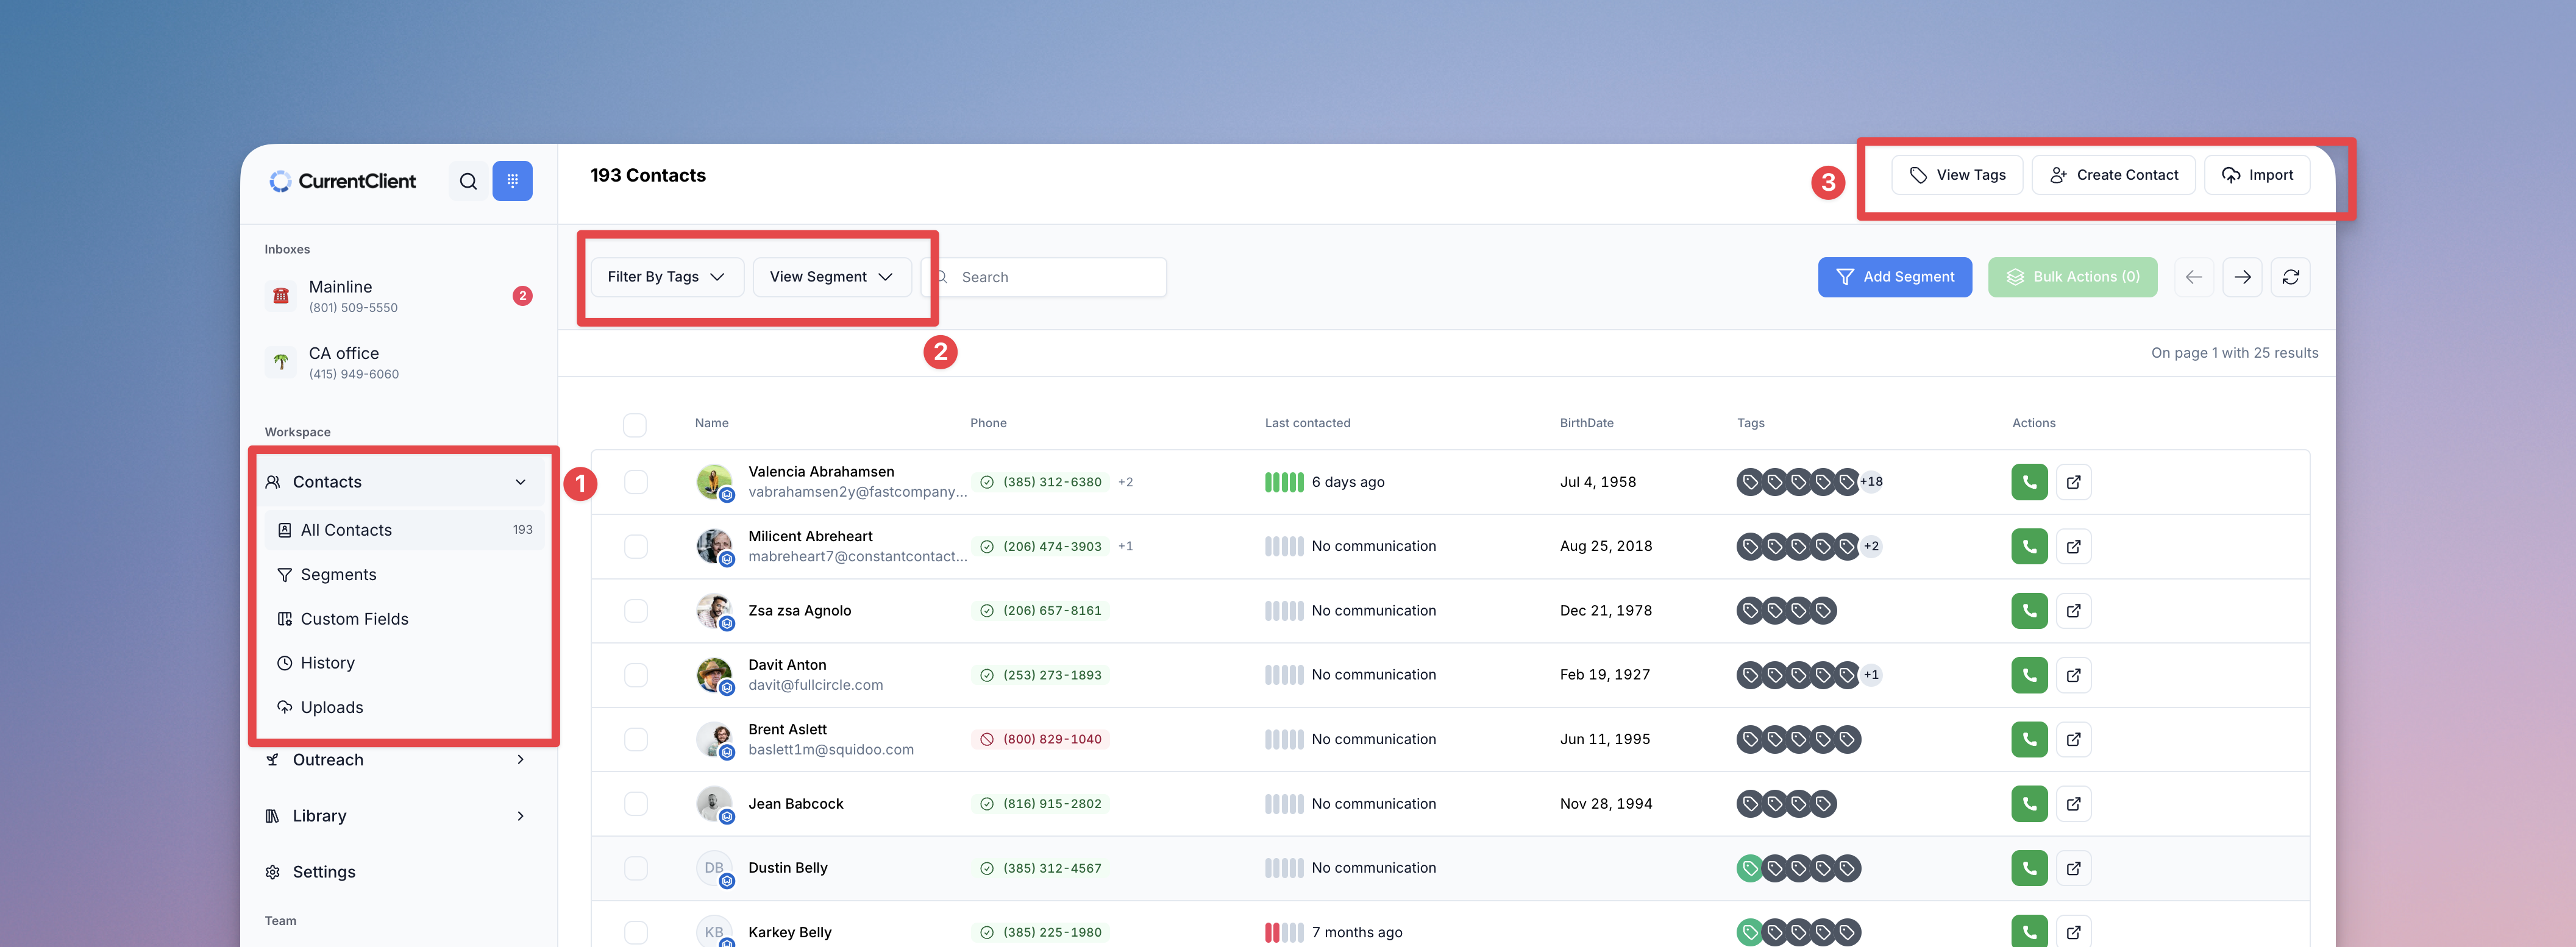 CurrentClient
193 Contacts
3
View Tags
Create Contact
Import
Inboxes
Mainline
(801) 509-5550
2
CA office
(415) 949-6060
Filter By Tags
View Segment
Search
Add Segment
Bulk Actions (0)
2
On page 1 with 25 results
Workspace
Contacts
1
All Contacts
193
Segments
Custom Fields
History
Uploads
Outreach
Library
Settings
Team
Name Phone Last contacted BirthDate Tags Actions
Valencia Abrahamsen
vabrahamsen2y@fastcompany...
(385) 312-6380 +2 6 days ago Jul 4, 1958 +18
Milicent Abreheart
mabreheart7@constantcontact...
(206) 474-3903 +1 No communication Aug 25, 2018 +2
Zsa zsa Agnolo (206) 657-8161 No communication Dec 21, 1978
Davit Anton
davit@fullcircle.com
(253) 273-1893 No communication Feb 19, 1927 +1
Brent Aslett
baslett1m@squidoo.com
(800) 829-1040 No communication Jun 11, 1995
Jean Babcock (816) 915-2802 No communication Nov 28, 1994
DB Dustin Belly (385) 312-4567 No communication
KB Karkey Belly (385) 225-1980 7 months ago